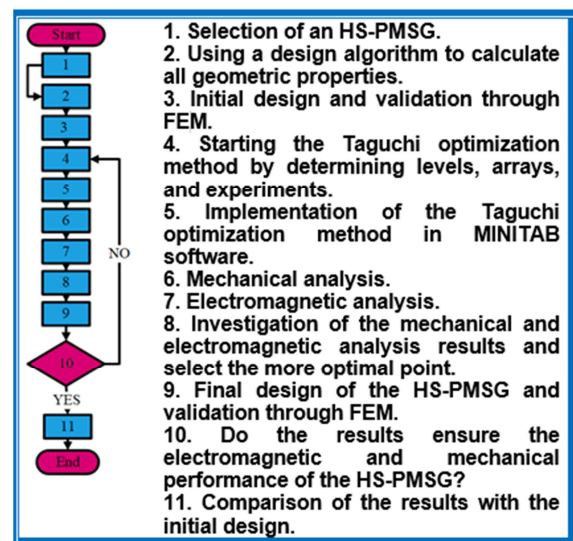 Start
1
2
3
4
5
6
7
NO
8
9
10
YES
11
End
1. Selection of an HS-PMSG.
2. Using a design algorithm to calculate
all geometric properties.
3. Initial design and validation through
FEM.
4. Starting the Taguchi optimization
method by determining levels, arrays,
and experiments.
5. Implementation of the Taguchi
optimization method in MINITAB
software.
6. Mechanical analysis.
7. Electromagnetic analysis.
8. Investigation of the mechanical and
electromagnetic analysis results and
select the more optimal point.
9. Final design of the HS-PMSG and
validation through FEM.
10. Do the results ensure the
electromagnetic and mechanical
performance of the HS-PMSG?
11. Comparison of the results with the
initial design.